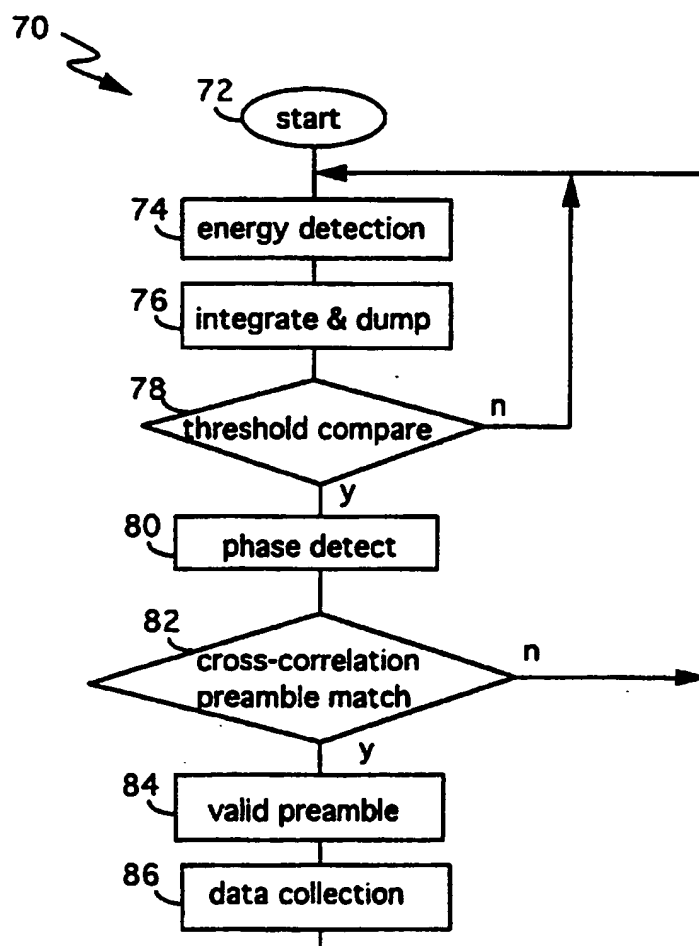 70
72
start
74
energy detection
76
integrate & dump
78
threshold compare
n
y
80
phase detect
82
cross-correlation
preamble match
n
y
84
valid preamble
86
data collection